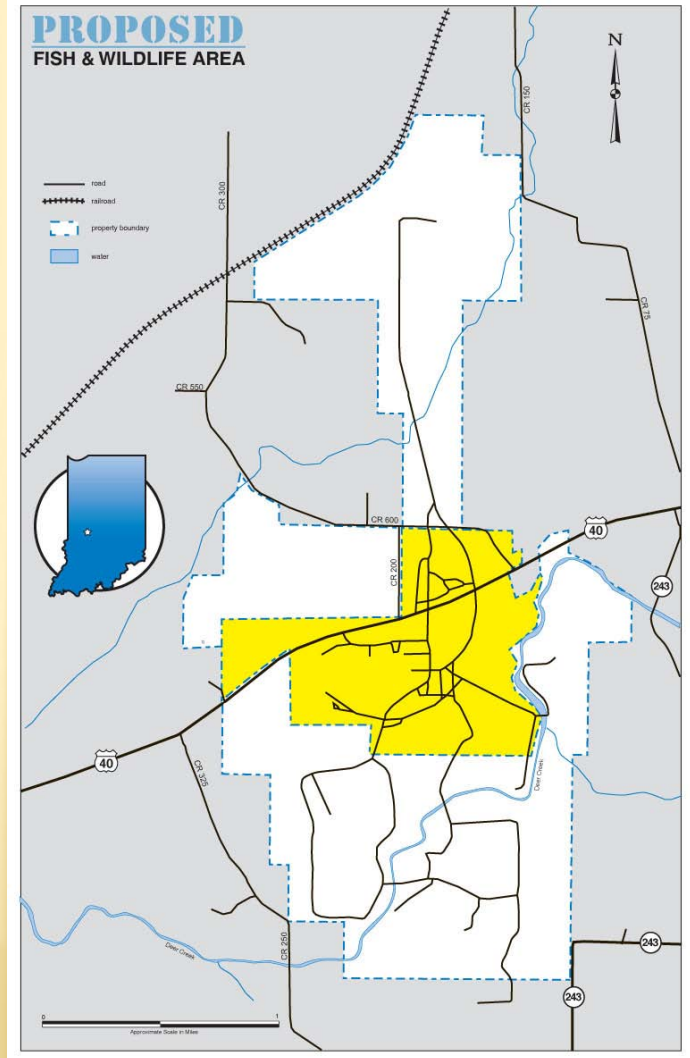 PROPOSED
FISH & WILDLIFE AREA
N
CR 150
road
railroad
property boundary
water
CR 300
CR 75
CR 550
CR 600
40
CR 200
243
40
CR 325
Deer Creek
Deer Creek
CR 250
243
243
0 1
Approximate Scale in Miles